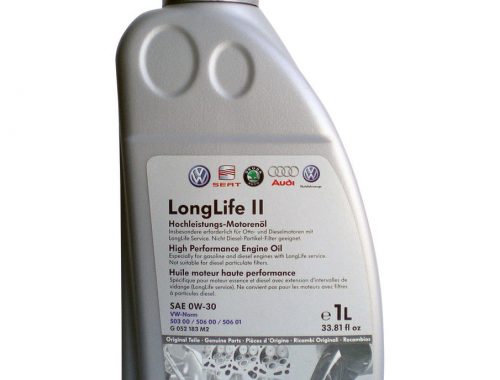 SEAT
Audi
Nutzfahrzeuge
LongLife II
Hochleistungs-Motorenöl
Insbesondere erforderlich für Otto- und Dieselmotoren mit
LongLife Service. Nicht Diesel-Partikel-Filter geeignet.
High Performance Engine Oil
Especially for gasoline and diesel engines with LongLife service.
Not suitable for diesel particulate filters.
Huile moteur haute performance
Spécifique pour moteur essence et diesel avec extension d'intervalles de
vidange (LongLife service). Ne convient pas pour les moteurs avec filtres
à particules diesel.
SAE 0W-30
VW-Norm
503 00 / 506 00 / 506 01
G 052 183 M2
e 1L
33.81 fl oz
Original Teile · Genuine Parts · Pièces d'Origine · Ricambi Originali · Recambios